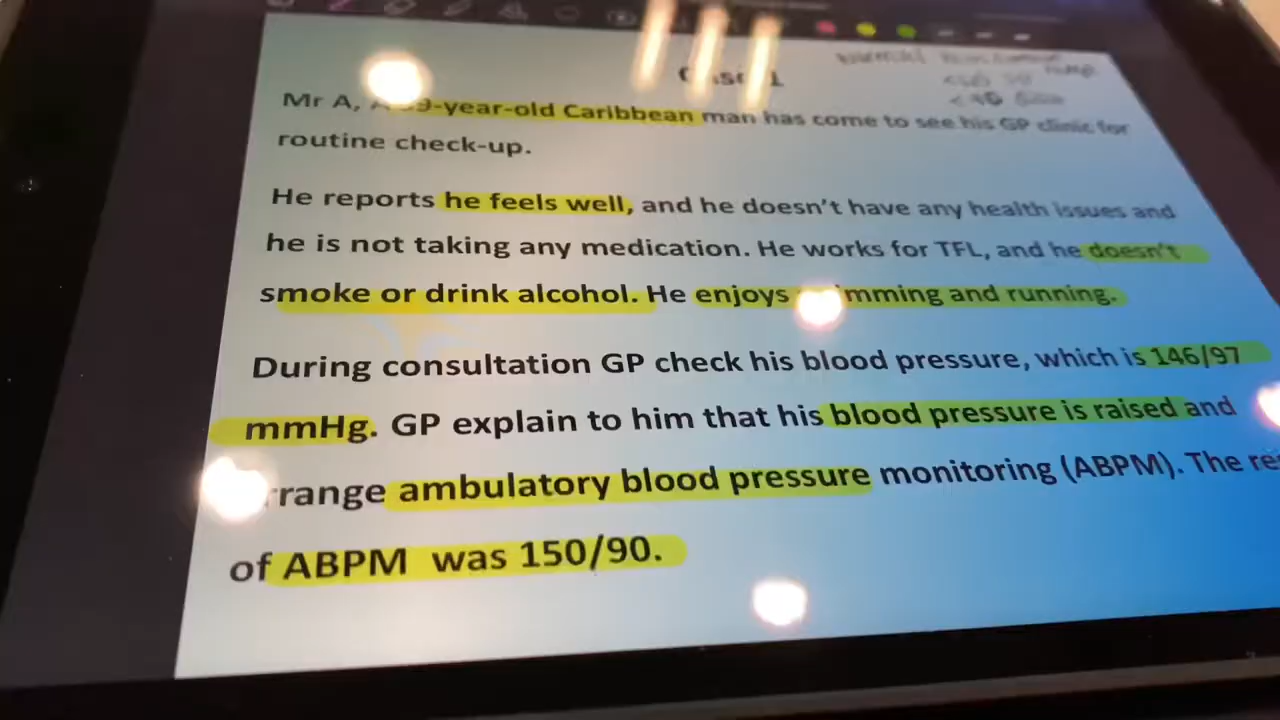 Mr A, 9-year-old Caribbean man has come to see his GP clinic for
routine check-up.
He reports he feels well, and he doesn't have any health issues and
he is not taking any medication. He works for TFL, and he doesn't
smoke or drink alcohol. He enjoys mming and running.
During consultation GP check his blood pressure, which is 146/97
mmHg. GP explain to him that his blood pressure is raised and
range ambulatory blood pressure monitoring (ABPM). The
of ABPM was 150/90.